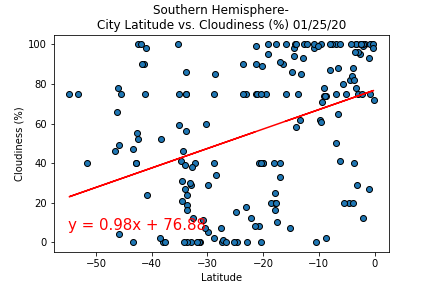 Southern Hemisphere-
City Latitude vs. Cloudiness (%) 01/25/20
Cloudiness (%)
100
80
60
40
20
0
y = 0.98x + 76.88
−50
−40
−30
−20
−10
0
Latitude